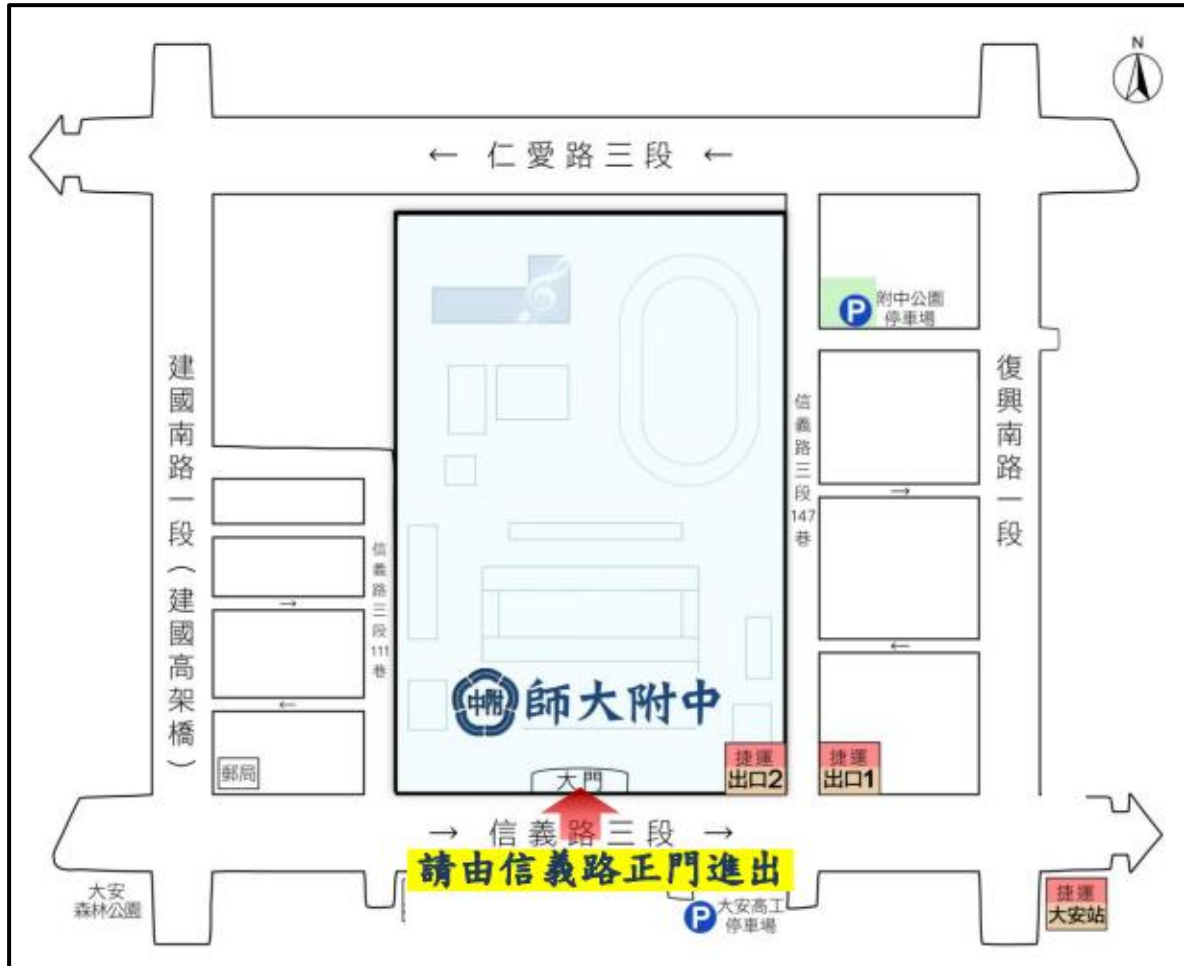 N
← 仁愛路三段 ←
附中公園
停車場
建國南路一段（建國高架橋）
復興南路一段
信義路三段147巷
→
信義路三段111巷
→
←
←
中附
師大附中
郵局
捷運
出口2
捷運
出口1
大門
→ 信義路三段 →
請由信義路正門進出
大安
森林公園
P
大安高工
停車場
P
捷運
大安站